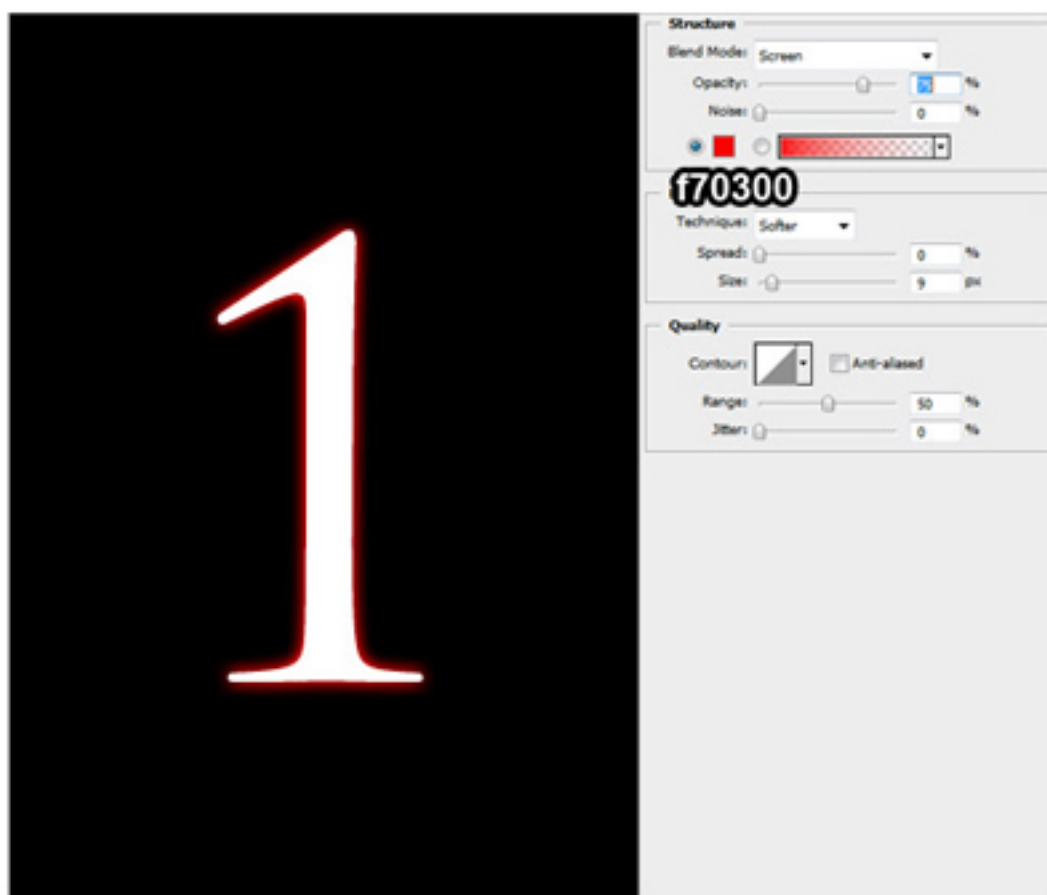 1
Structure
Blend Mode: Screen
Opacity: 75 %
Noise: 0 %
f70300
Technique: Softer
Spread: 0 %
Size: 9 px
Quality
Contour: Anti-aliased
Range: 50 %
Jitter: 0 %